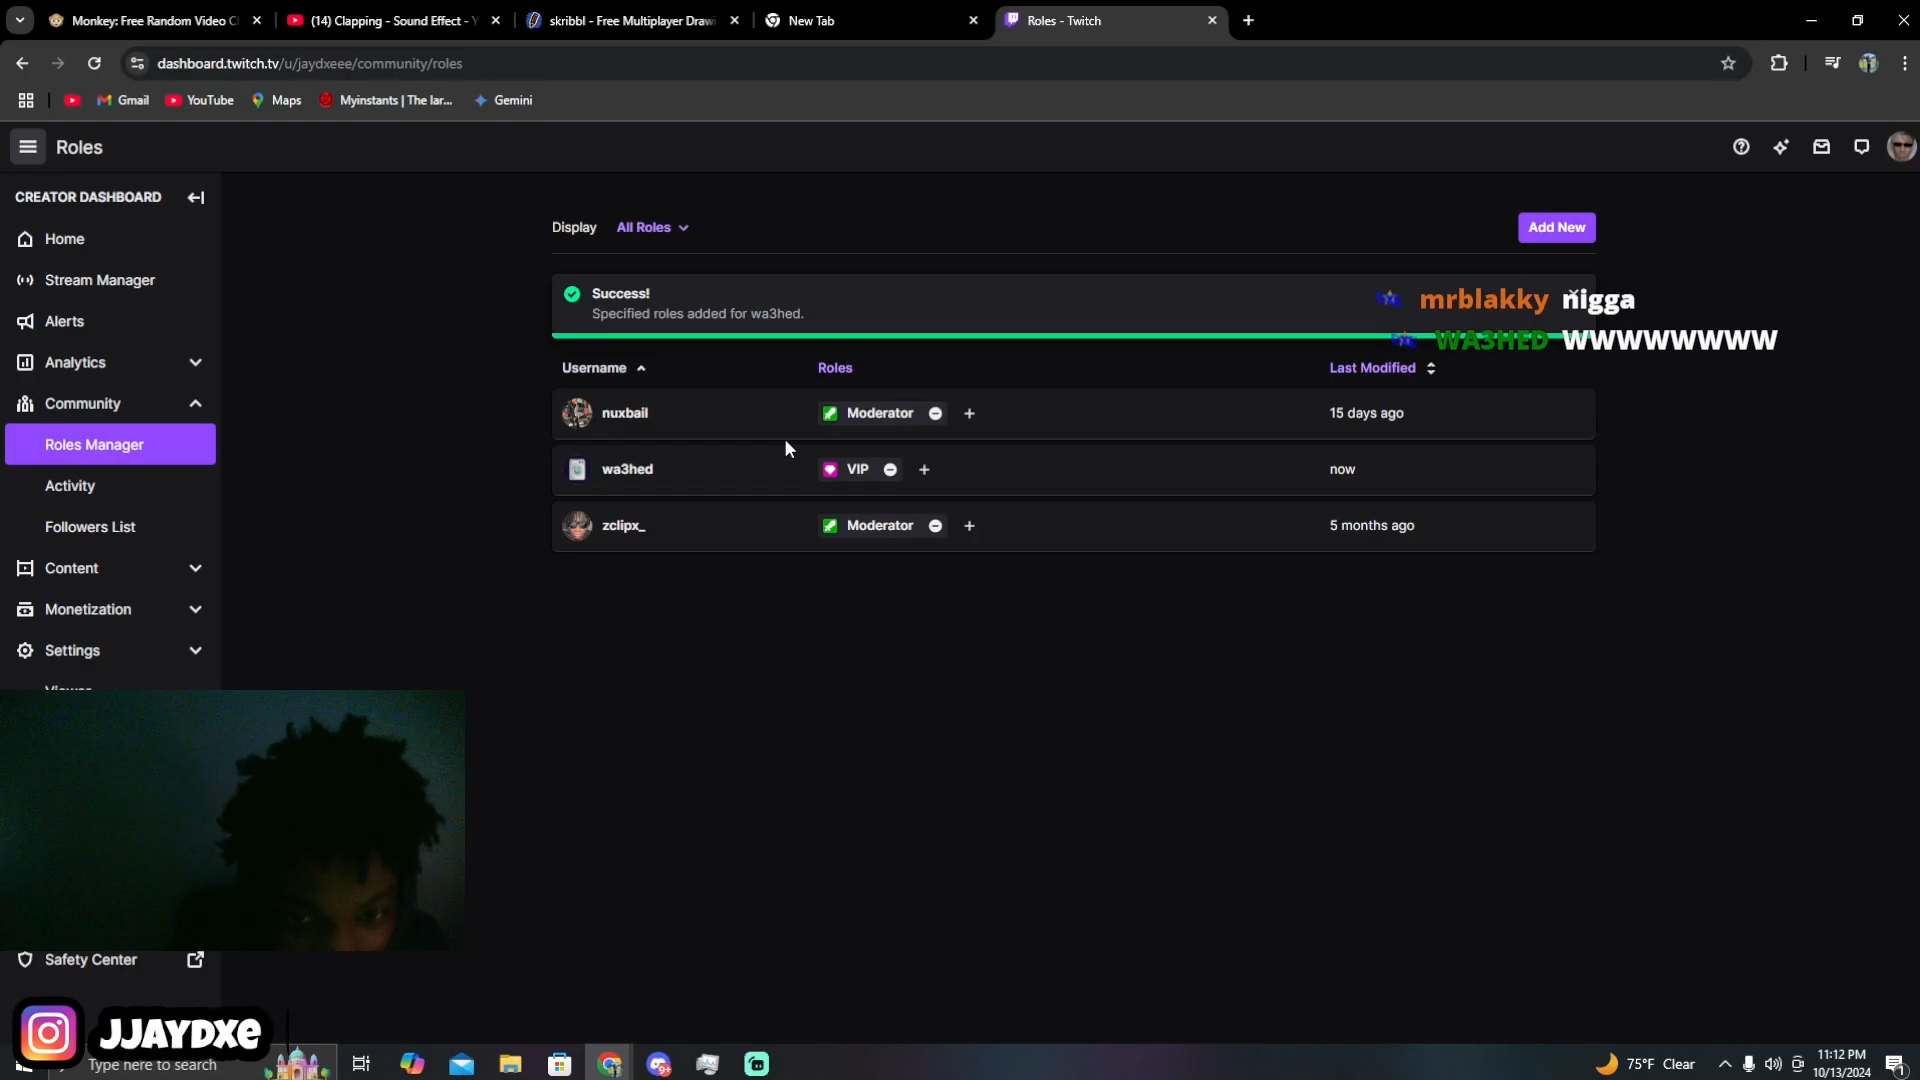 Monkey: Free Random Video C
(14) Clapping - Sound Effect - Y
skribbl - Free Multiplayer Drawi
New Tab
Roles - Twitch
dashboard.twitch.tv/u/jaydxeee/community/roles
Gmail YouTube Maps Myinstants | The lar... Gemini
Roles
CREATOR DASHBOARD
Home
Stream Manager
Alerts
Analytics
Community
Roles Manager
Activity
Followers List
Content
Monetization
Settings
Viewer
Safety Center
Display All Roles
Add New
Success!
Specified roles added for wa3hed.
mrblakky nigga
WA3HED WWWWWWWW
Username Roles Last Modified
nuxbail Moderator 15 days ago
wa3hed VIP now
zclipx_ Moderator 5 months ago
JJAYDXE
Type here to search
9+
75°F Clear
11:12 PM
10/13/2024
1